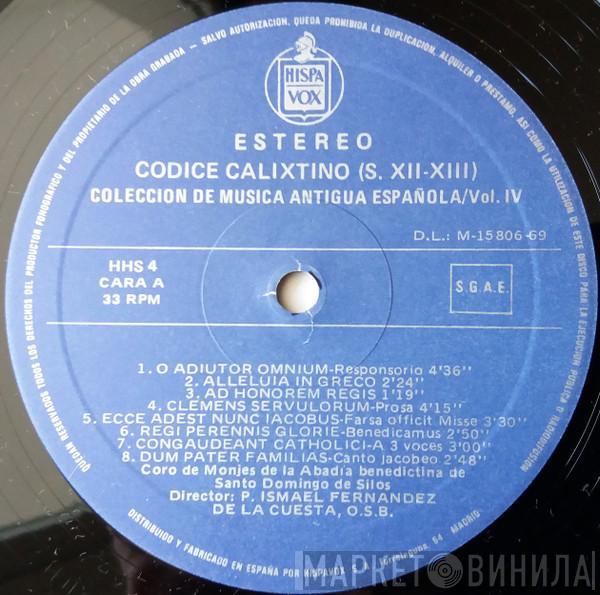 QUEDAN RESERVADOS TODOS LOS DERECHOS DEL PRODUCTOR FONOGRAFICO Y DEL PROPIETARIO DE LA OBRA GRABADA - SALVO AUTORIZACION, QUEDA PROHIBIDA LA DUPLICACION, ALQUILER O PRESTAMO, ASI COMO LA UTILIZACION DE ESTE DISCO PARA LA EJECUCION PUBLICA O RADIODIFUSION
HISPA
VOX
ESTEREO
CODICE CALIXTINO (S. XII-XIII)
COLECCION DE MUSICA ANTIGUA ESPAÑOLA/Vol. IV
D.L.: M-15806-69
HHS 4
CARA A
33 RPM
S.G.A.E.
1. O ADIUTOR OMNIUM-Responsorio 4'36''
2. ALLELUIA IN GRECO 2'24''
3. AD HONOREM REGIS 1'19''
4. CLEMENS SERVULORUM-Prosa 4'15''
5. ECCE ADEST NUNC JACOBUS-Farsa officit Misse 3'30''
6. REGI PERENNIS GLORIE-Benedicamus 2'50''
7. CONGAUDEANT CATHOLICI-A 3 voces 3'00''
8. DUM PATER FAMILIAS-Canto jacobeo 2'48''
Coro de Monjes de la Abadia benedictina de
Santo Domingo de Silos
Director: P. ISMAEL FERNANDEZ
DE LA CUESTA, O.S.B.
DISTRIBUIDO Y FABRICADO EN ESPAÑA POR HISPAVOX S.A. 64 MADRID
МАРКЕТ ВИНИЛА